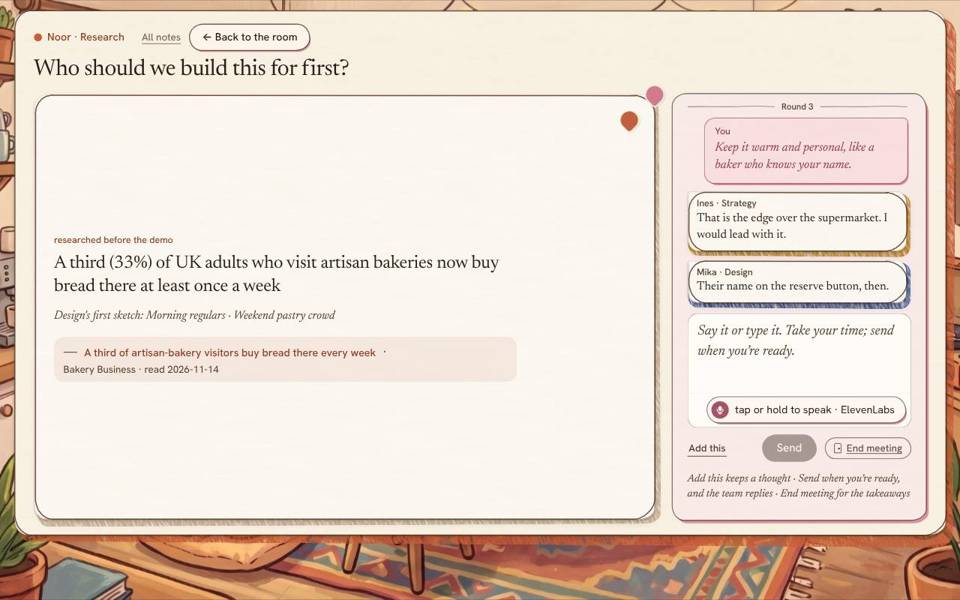 Noor · Research
All notes
← Back to the room
Who should we build this for first?
researched before the demo
A third (33%) of UK adults who visit artisan bakeries now buy
bread there at least once a week
Design's first sketch: Morning regulars · Weekend pastry crowd
— A third of artisan-bakery visitors buy bread there every week ·
Bakery Business · read 2026-11-14
Round 3
You
Keep it warm and personal, like a
baker who knows your name.
Ines · Strategy
That is the edge over the supermarket. I
would lead with it.
Mika · Design
Their name on the reserve button, then.
Say it or type it. Take your time; send
when you're ready.
tap or hold to speak · ElevenLabs
Add this
Send
End meeting
Add this keeps a thought · Send when you're ready,
and the team replies · End meeting for the takeaways